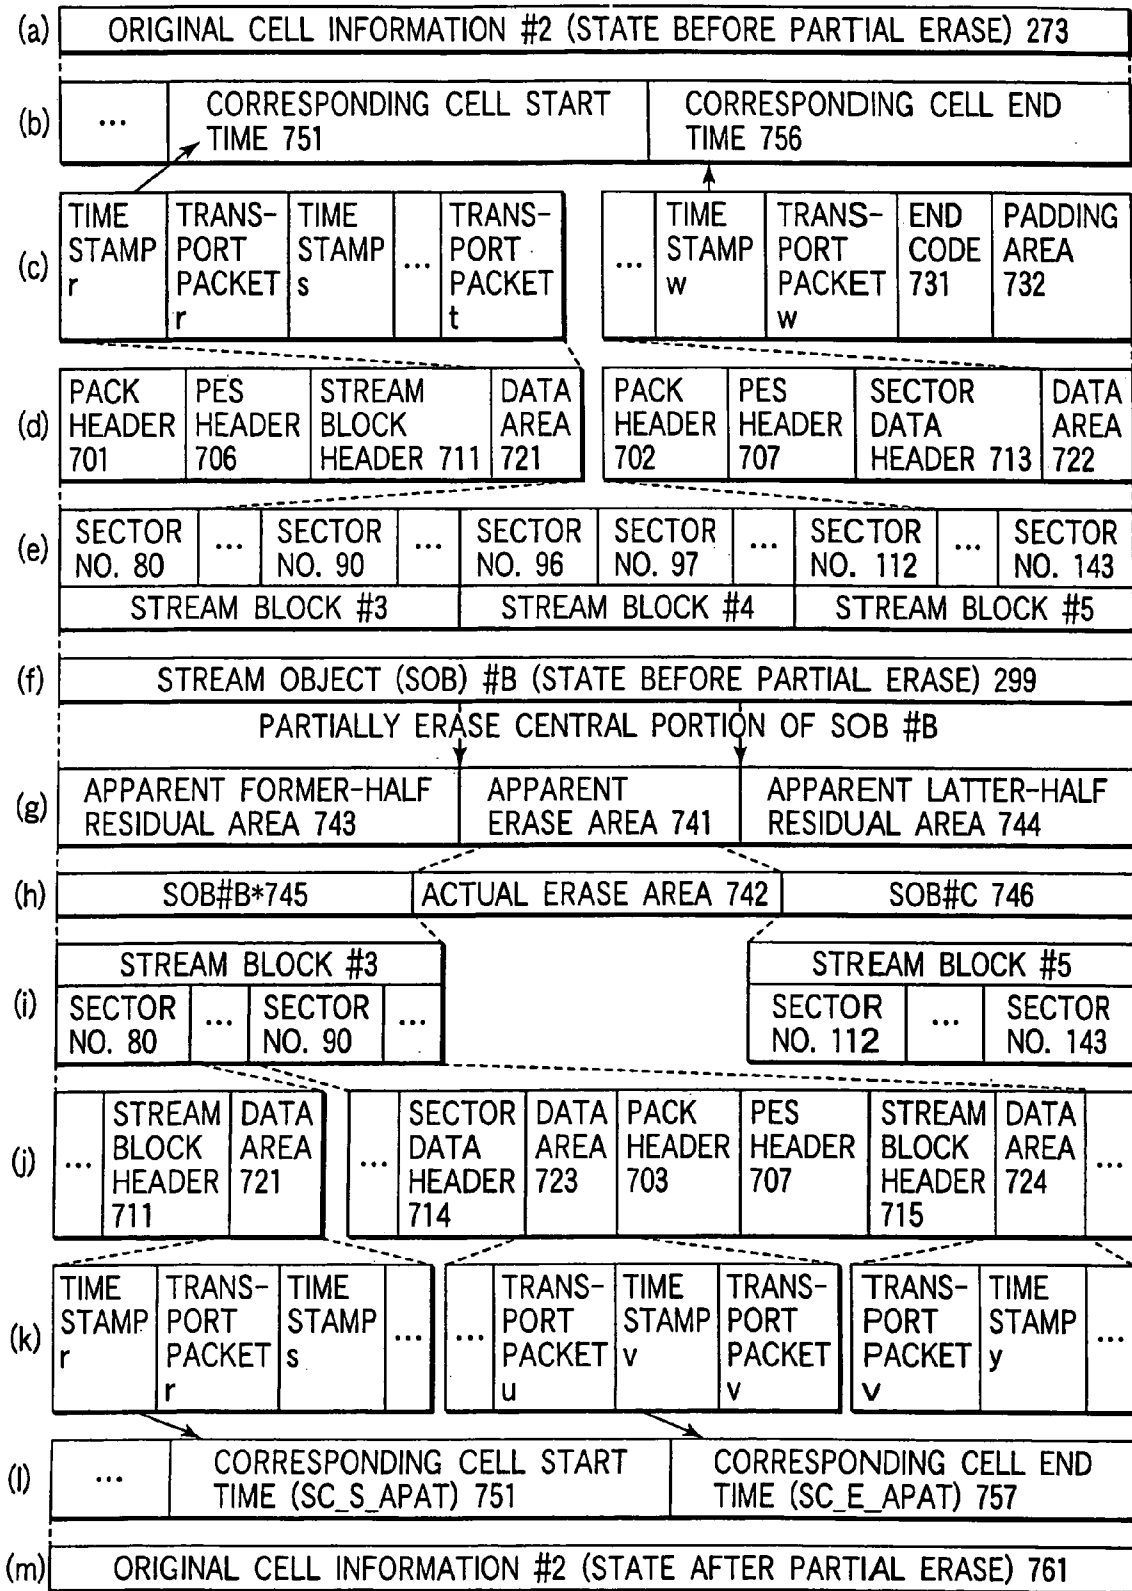 (a) ORIGINAL CELL INFORMATION #2 (STATE BEFORE PARTIAL ERASE) 273
(b) ... CORRESPONDING CELL START TIME 751 CORRESPONDING CELL END TIME 756
(c) TIME STAMP r TRANS-PORT PACKET r TIME STAMP s ... TRANS-PORT PACKET t ... TIME STAMP w TRANS-PORT PACKET w END CODE 731 PADDING AREA 732
(d) PACK HEADER 701 PES HEADER 706 STREAM BLOCK HEADER 711 DATA AREA 721 PACK HEADER 702 PES HEADER 707 SECTOR DATA HEADER 713 DATA AREA 722
(e) SECTOR NO. 80 ... SECTOR NO. 90 ... SECTOR NO. 96 SECTOR NO. 97 ... SECTOR NO. 112 ... SECTOR NO. 143
STREAM BLOCK #3 STREAM BLOCK #4 STREAM BLOCK #5
(f) STREAM OBJECT (SOB) #B (STATE BEFORE PARTIAL ERASE) 299
PARTIALLY ERASE CENTRAL PORTION OF SOB #B
(g) APPARENT FORMER-HALF RESIDUAL AREA 743 APPARENT ERASE AREA 741 APPARENT LATTER-HALF RESIDUAL AREA 744
(h) SOB#B*745 ACTUAL ERASE AREA 742 SOB#C 746
(i) STREAM BLOCK #3 STREAM BLOCK #5
SECTOR NO. 80 ... SECTOR NO. 90 ... SECTOR NO. 112 ... SECTOR NO. 143
(j) ... STREAM BLOCK HEADER 711 DATA AREA 721 ... SECTOR DATA HEADER 714 DATA AREA 723 PACK HEADER 703 PES HEADER 707 STREAM BLOCK HEADER 715 DATA AREA 724 ...
(k) TIME STAMP r TRANS-PORT PACKET r TIME STAMP s ... ... TRANS-PORT PACKET u TIME STAMP v TRANS-PORT PACKET v TRANS-PORT PACKET v TIME STAMP y ...
(l) ... CORRESPONDING CELL START TIME (SC_S_APAT) 751 CORRESPONDING CELL END TIME (SC_E_APAT) 757
(m) ORIGINAL CELL INFORMATION #2 (STATE AFTER PARTIAL ERASE) 761